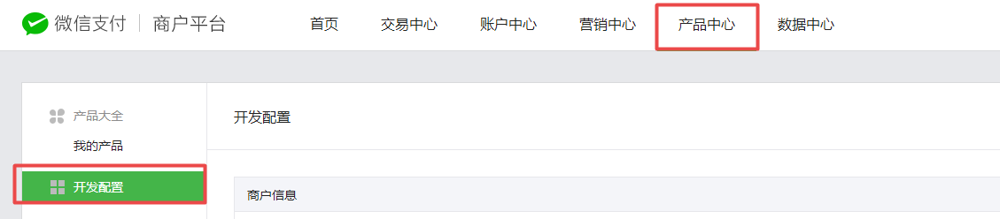 微信支付 商户平台 首页 交易中心 账户中心 营销中心 产品中心 数据中心
产品大全
我的产品
开发配置
开发配置
商户信息